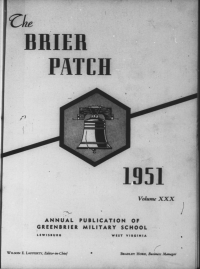 The
BRIER
PATCH
1951
Volume XXX
ANNUAL PUBLICATION OF
GREENBRIER MILITARY SCHOOL
LEWISBURG WEST VIRGINIA
Editor-in-Chief Business Manager